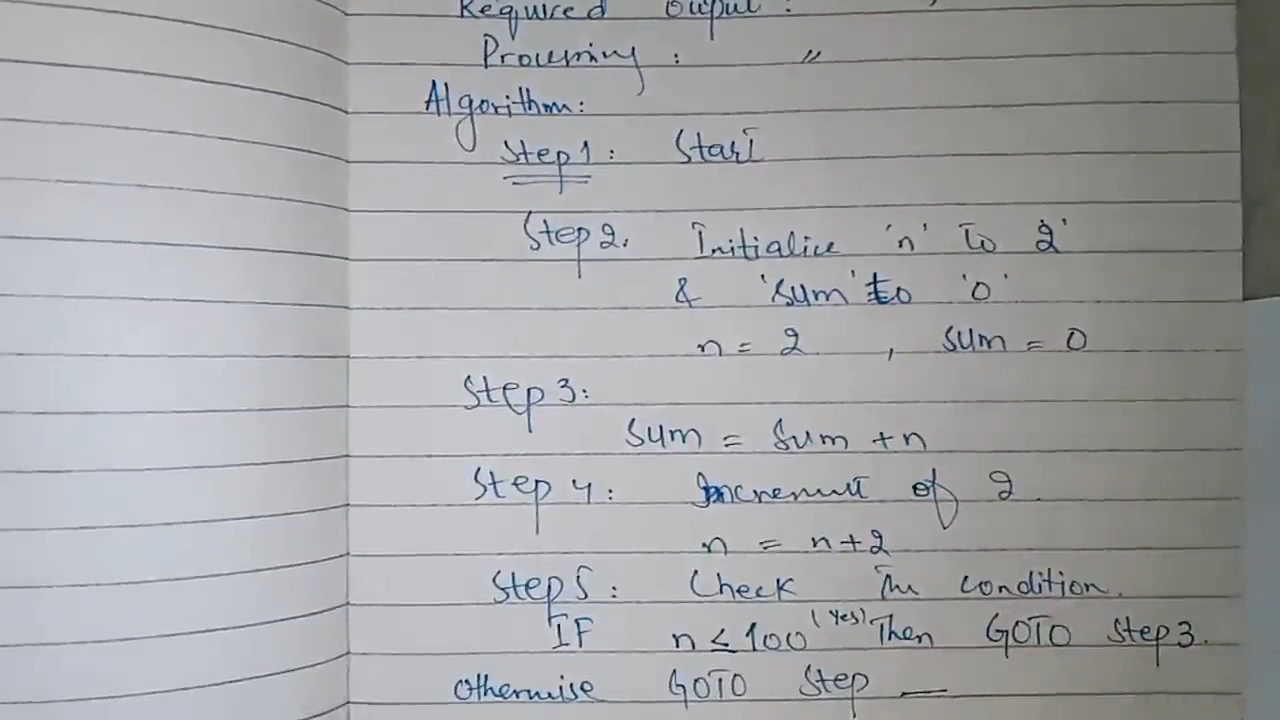 Required Output :
Processing : "
Algorithm:
Step 1 : Start
Step 2. Initialize 'n' to 2'
& 'sum' to '0'
n = 2 , sum = 0
Step 3:
sum = sum + n
Step 4 : Increment of 2.
n = n + 2
Step 5 : Check The condition.
IF n ≤ 100 (Yes) Then GOTO Step 3.
Otherwise GOTO Step __